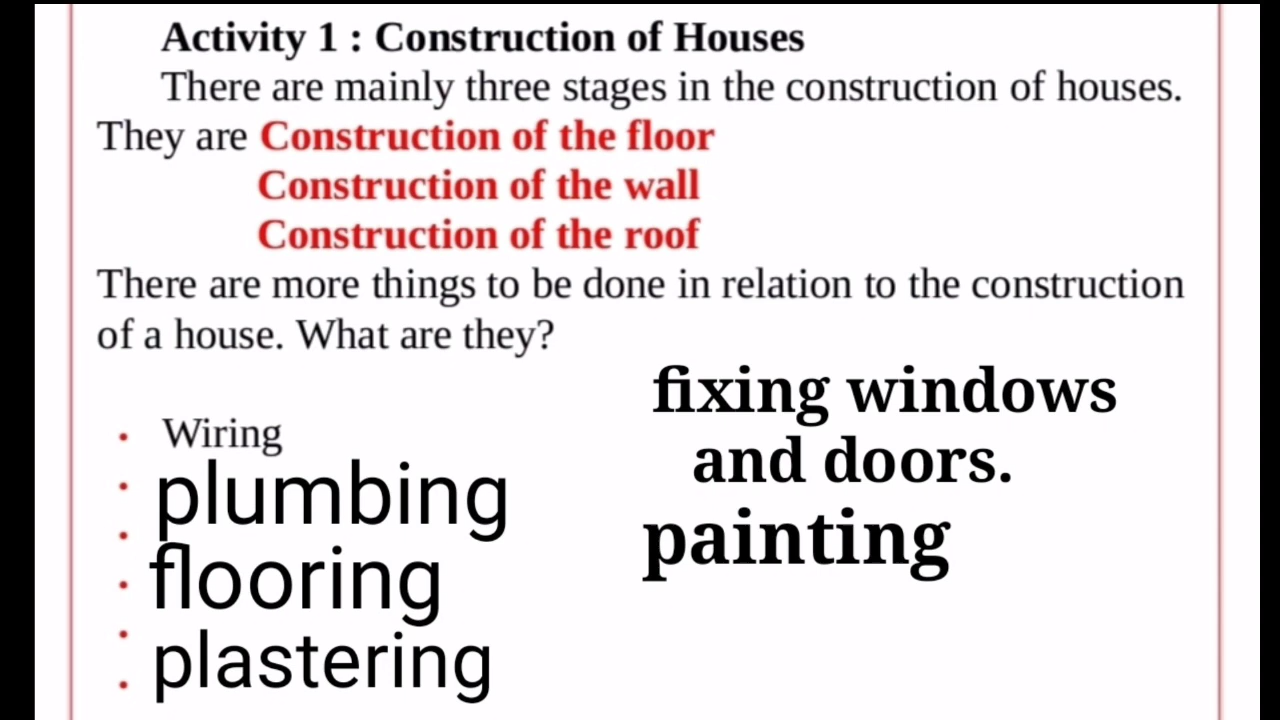 Activity 1 : Construction of Houses
There are mainly three stages in the construction of houses.
They are Construction of the floor
Construction of the wall
Construction of the roof
There are more things to be done in relation to the construction
of a house. What are they?
• Wiring
• plumbing
• flooring
• plastering
fixing windows
and doors.
painting